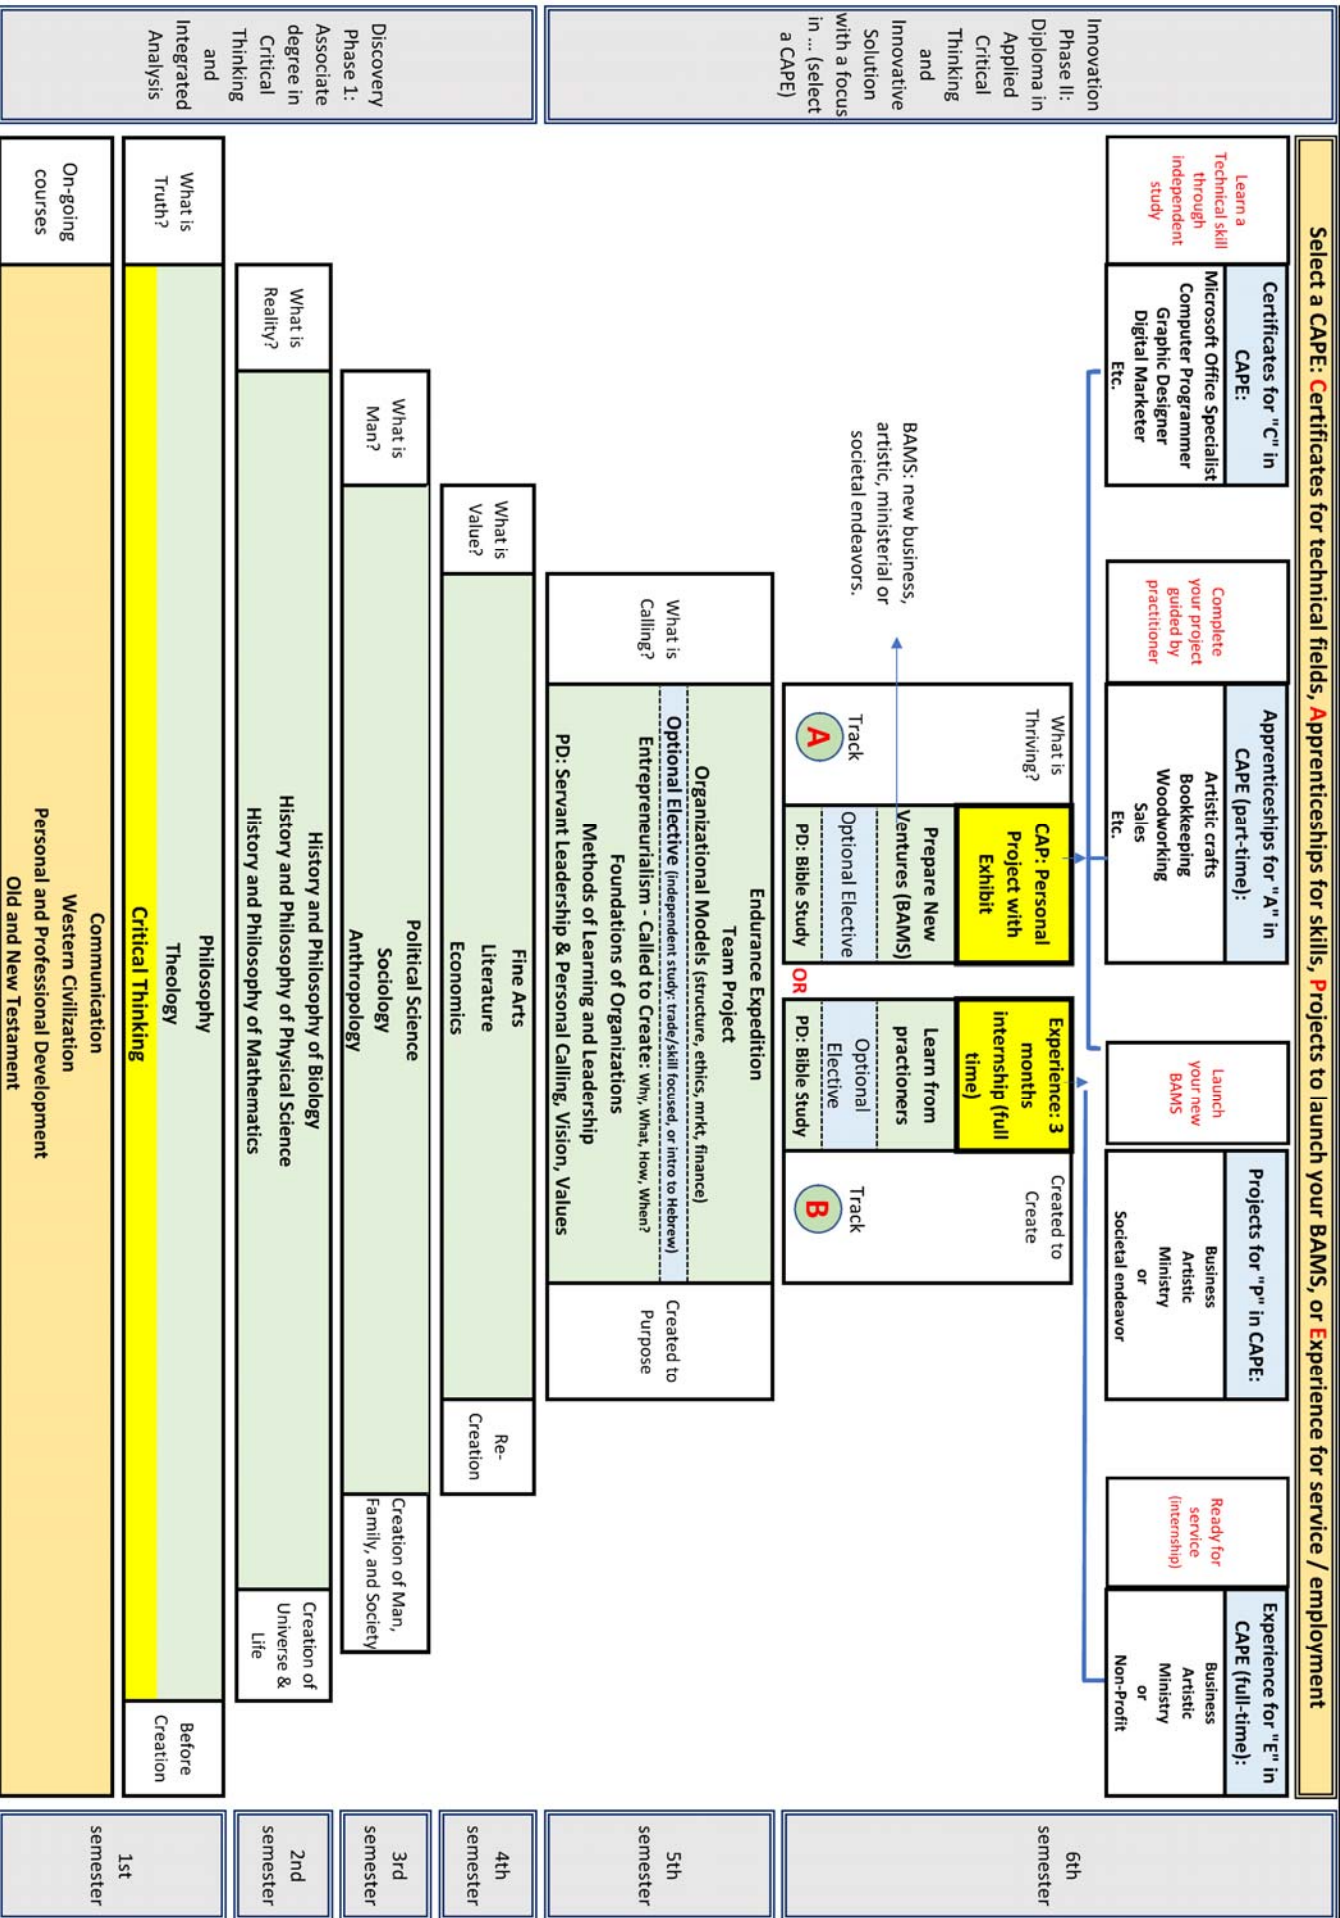 Select a CAPE: Certificates for technical fields, Apprenticeships for skills, Projects to launch your BAMS, or Experience for service / employment
Innovation
Phase II:
Diploma in
Applied
Critical
Thinking
and
Innovative
Solution
with a focus
in ... (select
a CAPE)
Learn a
Technical skill
through
independent
study
Certificates for "C" in
CAPE:
Microsoft Office Specialist
Computer Programmer
Graphic Designer
Digital Marketer
Etc.
Complete
your project
guided by
practitioner
Apprenticeships for "A" in
CAPE (part-time):
Artistic crafts
Bookkeeping
Woodworking
Sales
Etc.
Launch
your new
BAMS
Projects for "P" in CAPE:
Business
Artistic
Ministry
or
Societal endeavor
Ready for
service
(internship)
Experience for "E" in
CAPE (full-time):
Business
Artistic
Ministry
or
Non-Profit
6th
semester
BAMS: new business,
artistic, ministerial or
societal endeavors.
What is
Thriving?
Track
A
CAP: Personal
Project with
Exhibit
Prepare New
Ventures (BAMS)
Optional Elective
PD: Bible Study
OR
Experience: 3
months
internship (full
time)
Learn from
practioners
Optional
Elective
PD: Bible Study
Created to
Create
Track
B
What is
Calling?
Endurance Expedition
Team Project
Organizational Models (structure, ethics, mrkt, finance)
Optional Elective (independent study: trade/skill focused, or intro to Hebrew)
Entrepreneurialism - Called to Create: Why, What, How, When?
Foundations of Organizations
Methods of Learning and Leadership
PD: Servant Leadership & Personal Calling, Vision, Values
Created to
Purpose
5th
semester
Discovery
Phase 1:
Associate
degree in
Critical
Thinking
and
Integrated
Analysis
What is
Value?
Fine Arts
Literature
Economics
Re-
Creation
4th
semester
What is
Man?
Political Science
Sociology
Anthropology
Creation of Man,
Family, and Society
3rd
semester
What is
Reality?
History and Philosophy of Biology
History and Philosophy of Physical Science
History and Philosophy of Mathematics
Creation of
Universe &
Life
2nd
semester
What is
Truth?
Philosophy
Theology
Critical Thinking
Before
Creation
1st
semester
On-going
courses
Communication
Western Civilization
Personal and Professional Development
Old and New Testament